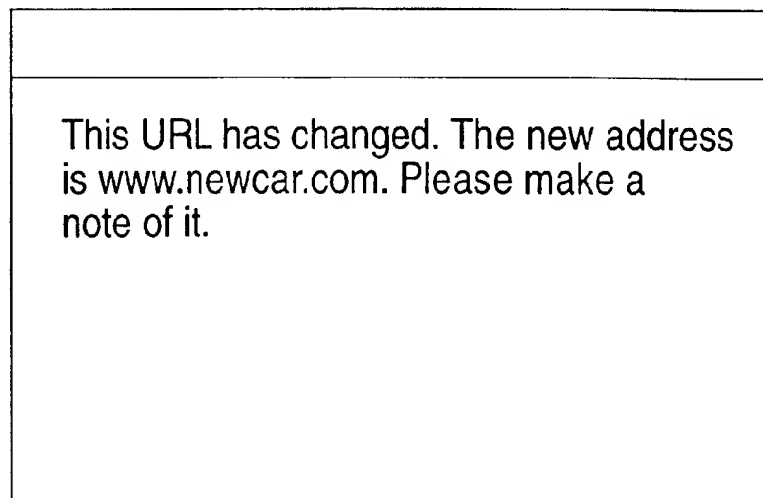 This URL has changed. The new address
is www.newcar.com. Please make a
note of it.